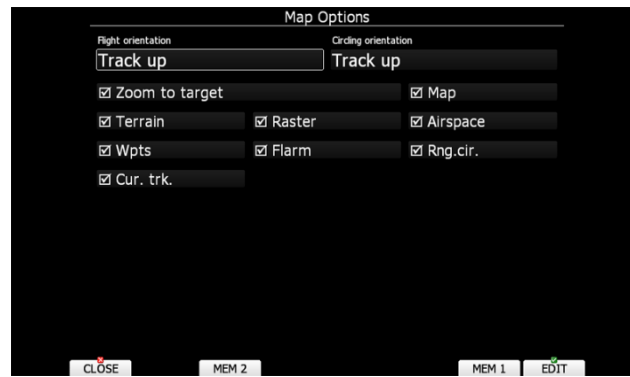 Map Options
Flight orientation Circling orientation
Track up Track up
Zoom to target Map
Terrain Raster Airspace
Wpts Flarm Rng.cir.
Cur. trk.
CLOSE MEM 2 MEM 1 EDIT